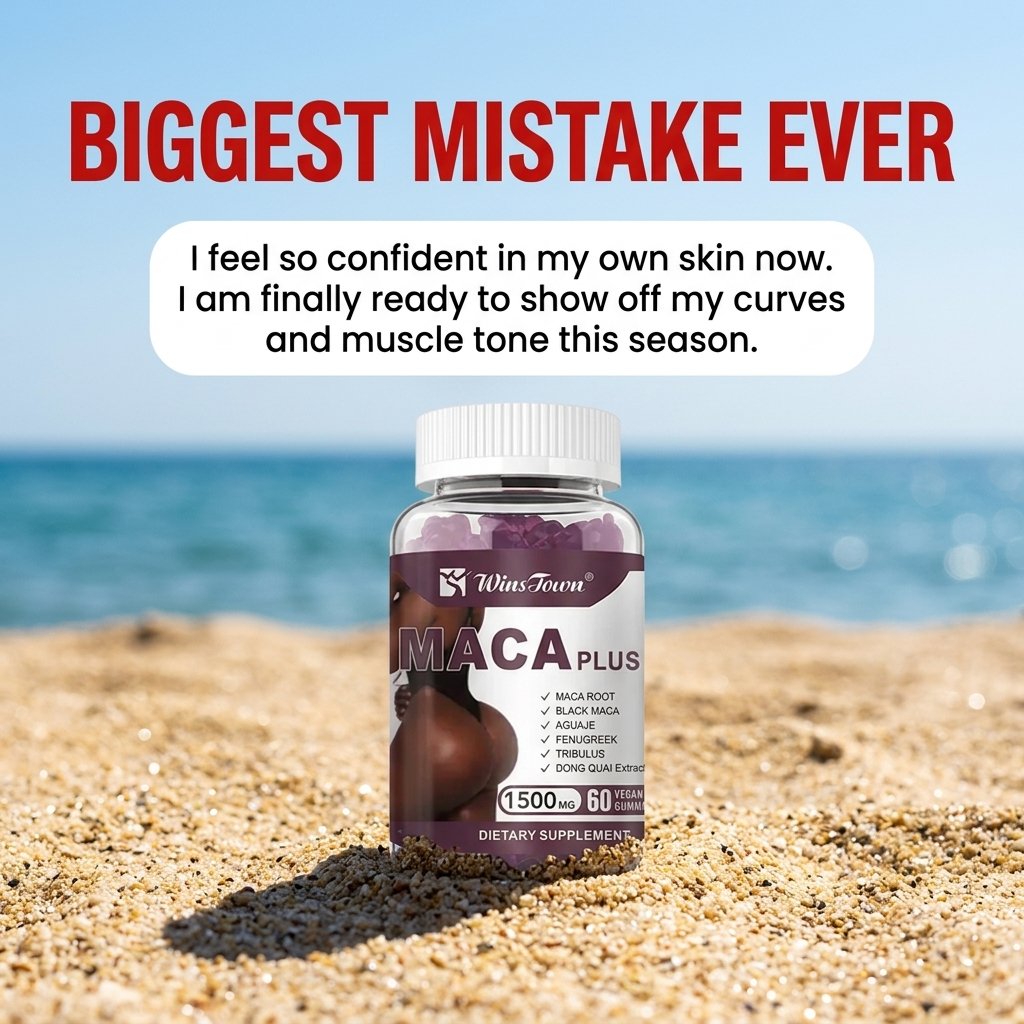 BIGGEST MISTAKE EVER
I feel so confident in my own skin now.
I am finally ready to show off my curves
and muscle tone this season.
WinsTown®
MACA PLUS
✓ MACA ROOT
✓ BLACK MACA
✓ AGUAJE
✓ FENUGREEK
✓ TRIBULUS
✓ DONG QUAI Extract
1500 MG 60 VEGAN
DIETARY SUPPLEMENT